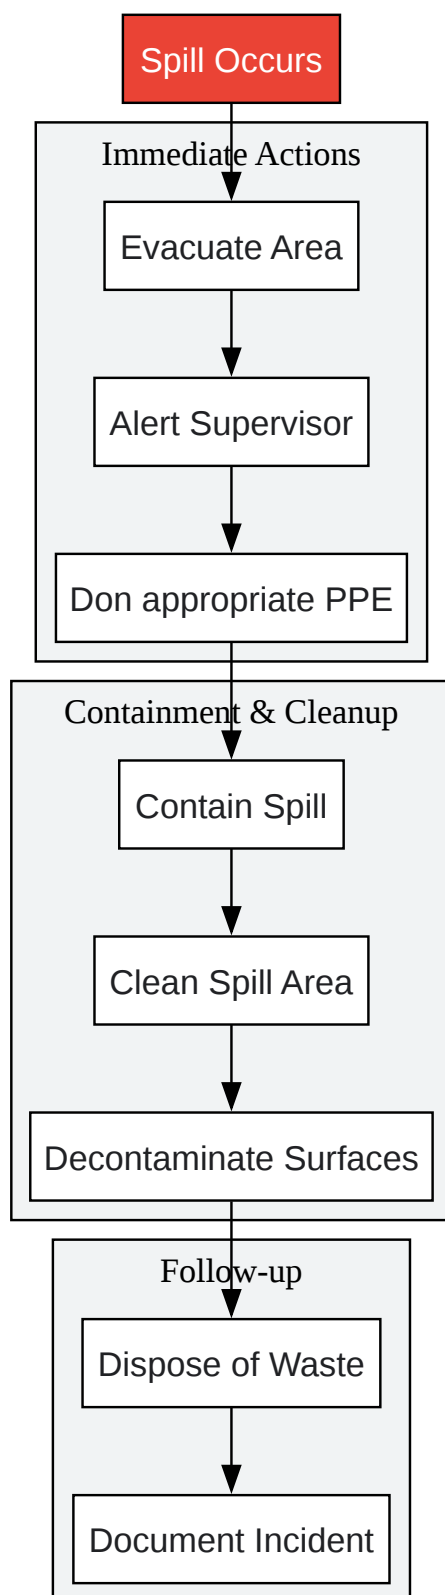 Spill Occurs
Immediate Actions
Evacuate Area
Alert Supervisor
Don appropriate PPE
Containment & Cleanup
Contain Spill
Clean Spill Area
Decontaminate Surfaces
Follow-up
Dispose of Waste
Document Incident